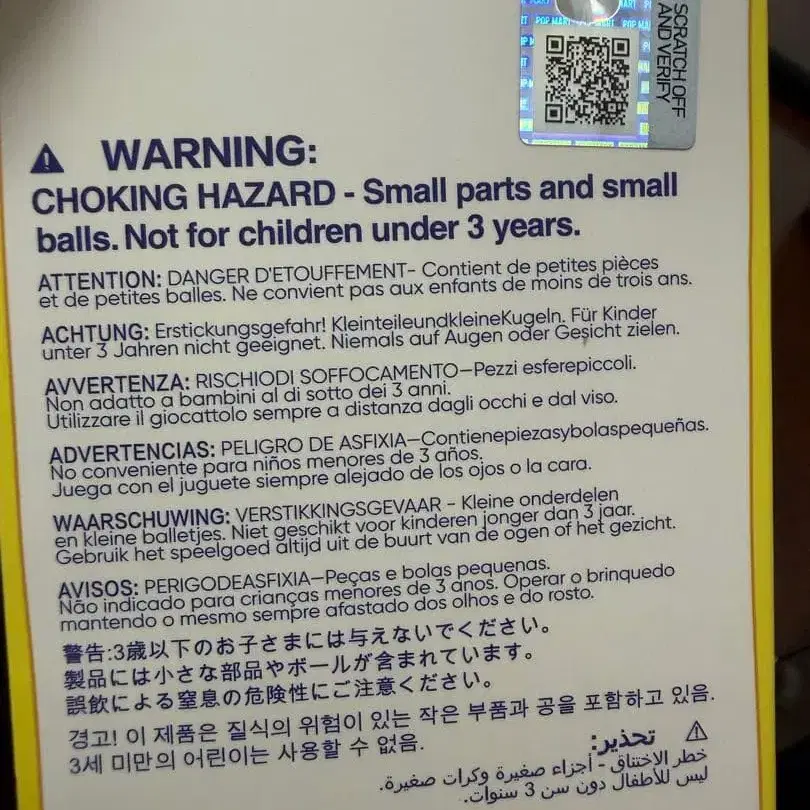 SCRATCH OFF
AND VERIFY
POP MART
WARNING:
CHOKING HAZARD - Small parts and small
balls. Not for children under 3 years.
ATTENTION: DANGER D'ETOUFFEMENT- Contient de petites pièces
et de petites balles. Ne convient pas aux enfants de moins de trois ans.
ACHTUNG: Erstickungsgefahr! KleinteileundkleineKugeln. Für Kinder
unter 3 Jahren nicht geeignet. Niemals auf Augen oder Gesicht zielen.
AVVERTENZA: RISCHIODI SOFFOCAMENTO—Pezzi esferepiccoli.
Non adatto a bambini al di sotto dei 3 anni.
Utilizzare il giocattolo sempre a distanza dagli occhi e dal viso.
ADVERTENCIAS: PELIGRO DE ASFIXIA—Contienepiezasybolaspequeñas.
No conveniente para niños menores de 3 años.
Juega con el juguete siempre alejado de los ojos o la cara.
WAARSCHUWING: VERSTIKKINGSGEVAAR - Kleine onderdelen
en kleine balletjes. Niet geschikt voor kinderen jonger dan 3 jaar.
Gebruik het speelgoed altijd uit de buurt van de ogen of het gezicht.
AVISOS: PERIGODEASFIXIA—Peças e bolas pequenas.
Não indicado para crianças menores de 3 anos. Operar o brinquedo
mantendo o mesmo sempre afastado dos olhos e do rosto.
警告:3歳以下のお子さまには与えないでください。
製品には小さな部品やボールが含まれています。
誤飲による窒息の危険性にご注意ください。
경고! 이 제품은 질식의 위험이 있는 작은 부품과 공을 포함하고 있음.
3세 미만의 어린이는 사용할 수 없음.
تحذير:
خطر الاختناق - أجزاء صغيرة وكرات صغيرة.
ليس للأطفال دون سن 3 سنوات.